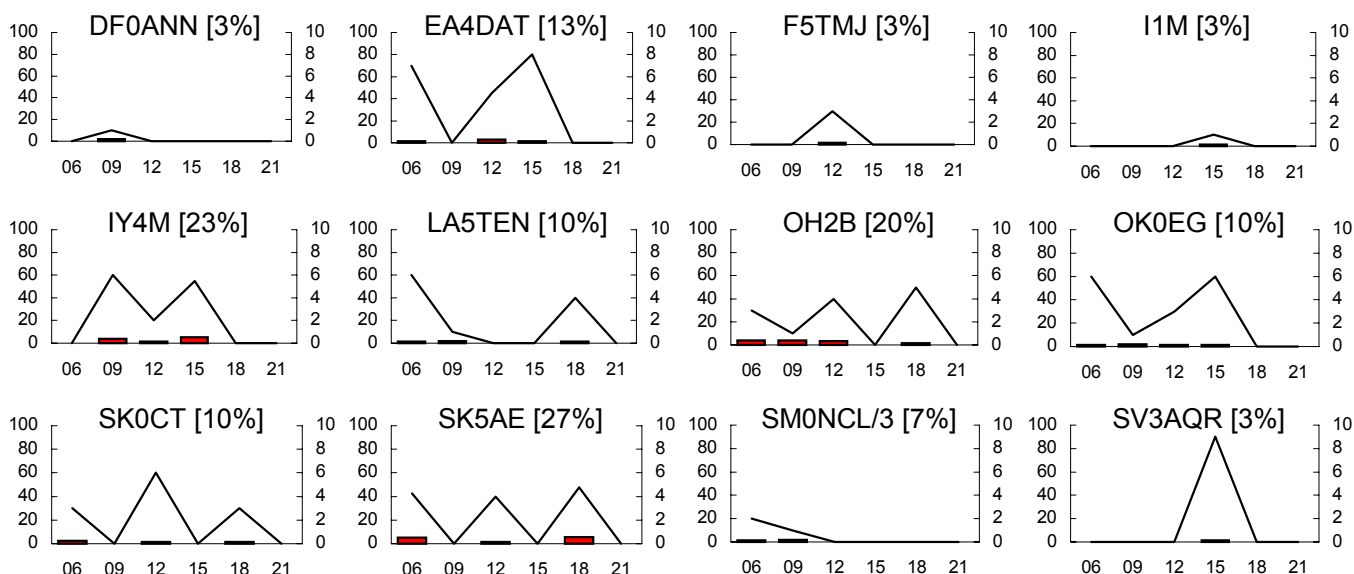 DF0ANN [3%] EA4DAT [13%] F5TMJ [3%] I1M [3%]
100 10 100 10 100 10 100 10
80 8 80 8 80 8 80 8
60 6 60 6 60 6 60 6
40 4 40 4 40 4 40 4
20 2 20 2 20 2 20 2
0 0 0 0 0 0 0 0
06 09 12 15 18 21 06 09 12 15 18 21 06 09 12 15 18 21 06 09 12 15 18 21
IY4M [23%] LA5TEN [10%] OH2B [20%] OK0EG [10%]
100 10 100 10 100 10 100 10
80 8 80 8 80 8 80 8
60 6 60 6 60 6 60 6
40 4 40 4 40 4 40 4
20 2 20 2 20 2 20 2
0 0 0 0 0 0 0 0
06 09 12 15 18 21 06 09 12 15 18 21 06 09 12 15 18 21 06 09 12 15 18 21
SK0CT [10%] SK5AE [27%] SM0NCL/3 [7%] SV3AQR [3%]
100 10 100 10 100 10 100 10
80 8 80 8 80 8 80 8
60 6 60 6 60 6 60 6
40 4 40 4 40 4 40 4
20 2 20 2 20 2 20 2
0 0 0 0 0 0 0 0
06 09 12 15 18 21 06 09 12 15 18 21 06 09 12 15 18 21 06 09 12 15 18 21